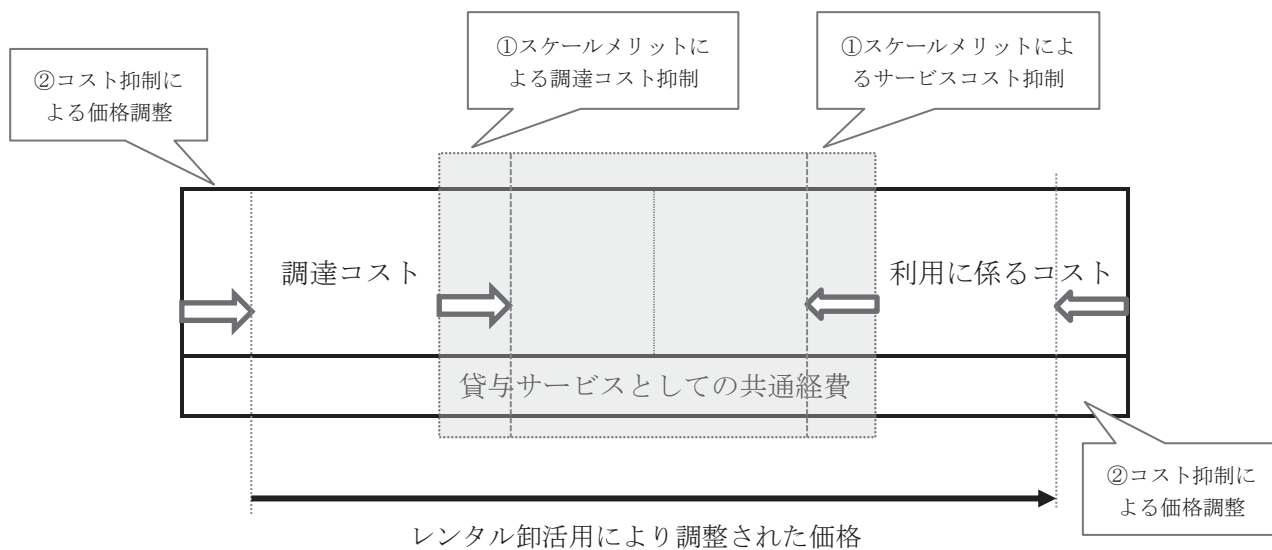 ②コスト抑制に
よる価格調整
①スケールメリットに
よる調達コスト抑制
①スケールメリットによ
るサービスコスト抑制
調達コスト
利用に係るコスト
貸与サービスとしての共通経費
②コスト抑制に
よる価格調整
レンタル卸活用により調整された価格